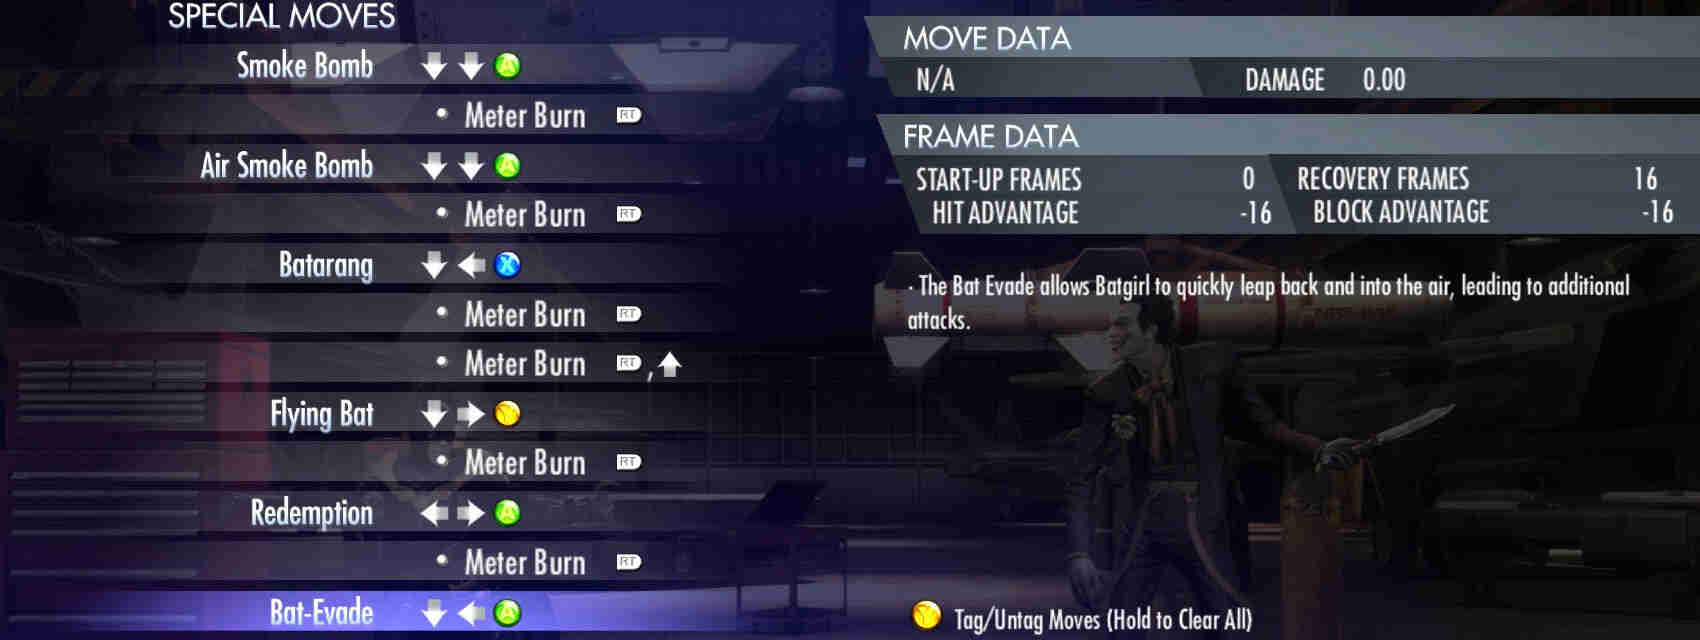 SPECIAL MOVES
Smoke Bomb A
Meter Burn RT
Air Smoke Bomb A
Meter Burn RT
Batarang X
Meter Burn RT
Meter Burn RT ,
Flying Bat Y
Meter Burn RT
Redemption A
Meter Burn RT
Bat-Evade A
MOVE DATA
N/A DAMAGE 0.00
FRAME DATA
START-UP FRAMES 0 RECOVERY FRAMES 16
HIT ADVANTAGE -16 BLOCK ADVANTAGE -16
· The Bat Evade allows Batgirl to quickly leap back and into the air, leading to additional
attacks.
Y Tag/Untag Moves (Hold to Clear All)